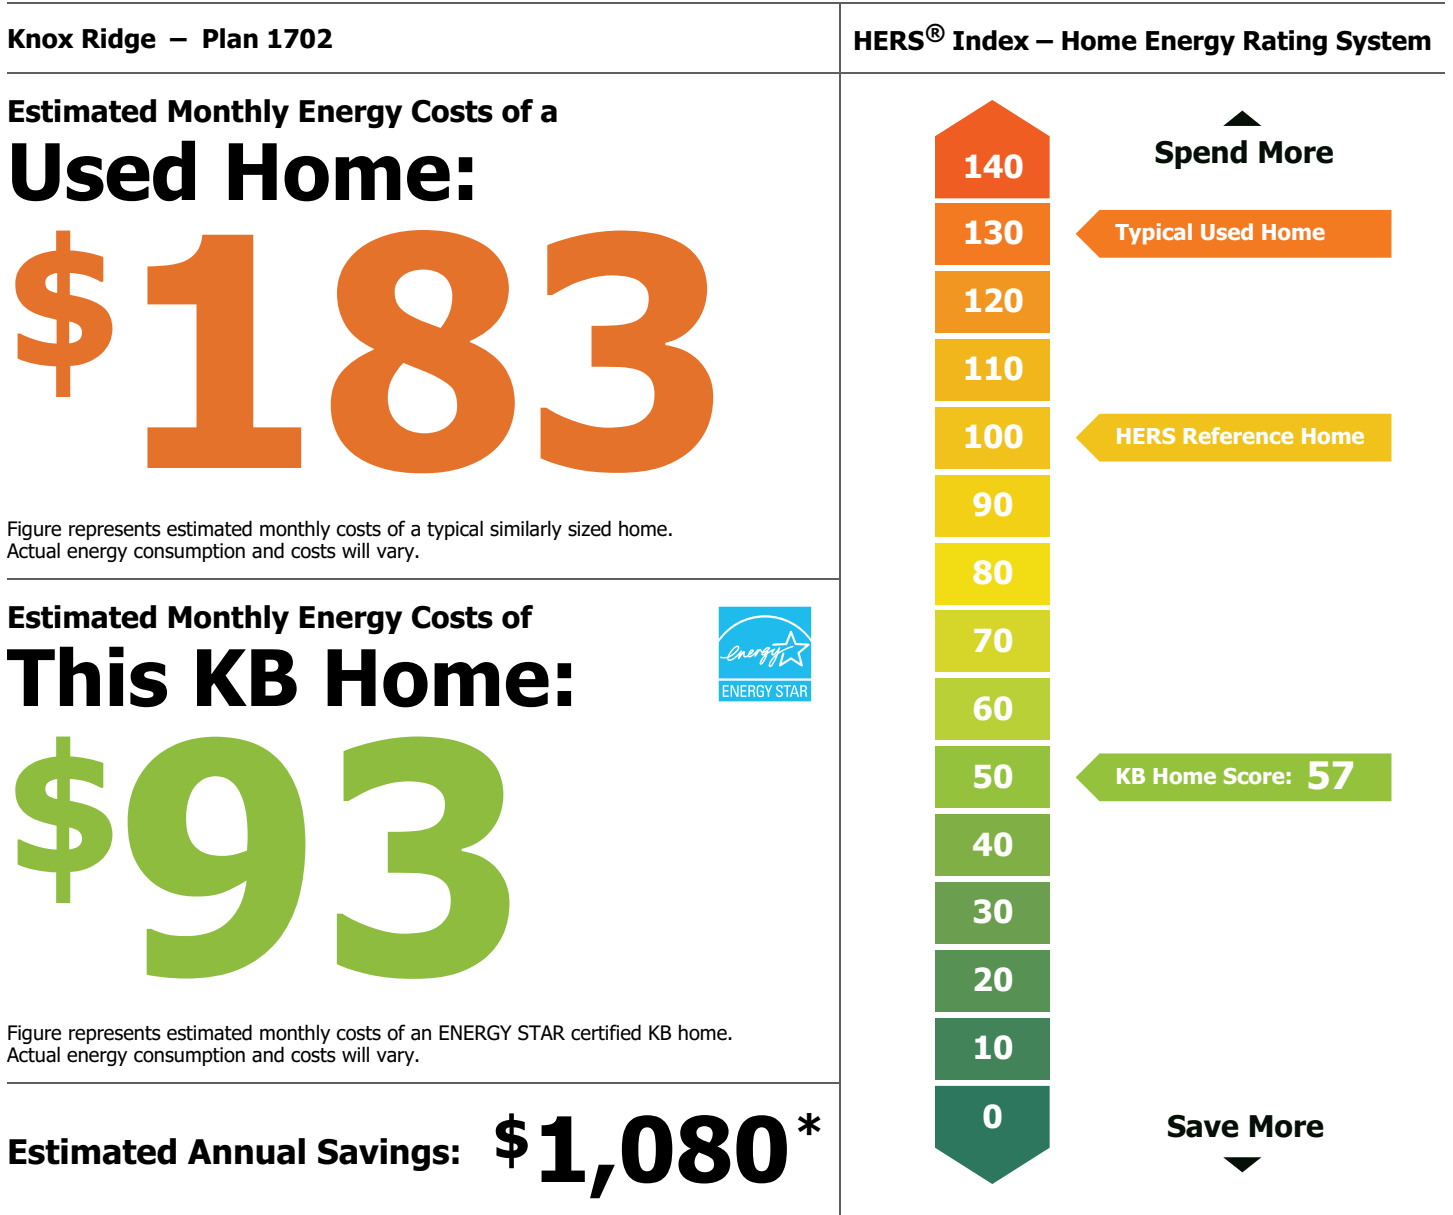 Knox Ridge – Plan 1702
Estimated Monthly Energy Costs of a
Used Home:
$183
Figure represents estimated monthly costs of a typical similarly sized home.
Actual energy consumption and costs will vary.
Estimated Monthly Energy Costs of
This KB Home:
energy
ENERGY STAR
$93
Figure represents estimated monthly costs of an ENERGY STAR certified KB home.
Actual energy consumption and costs will vary.
Estimated Annual Savings: $1,080*
HERS® Index – Home Energy Rating System
Spend More
140
130 Typical Used Home
120
110
100 HERS Reference Home
90
80
70
60
50 KB Home Score: 57
40
30
20
10
0
Save More